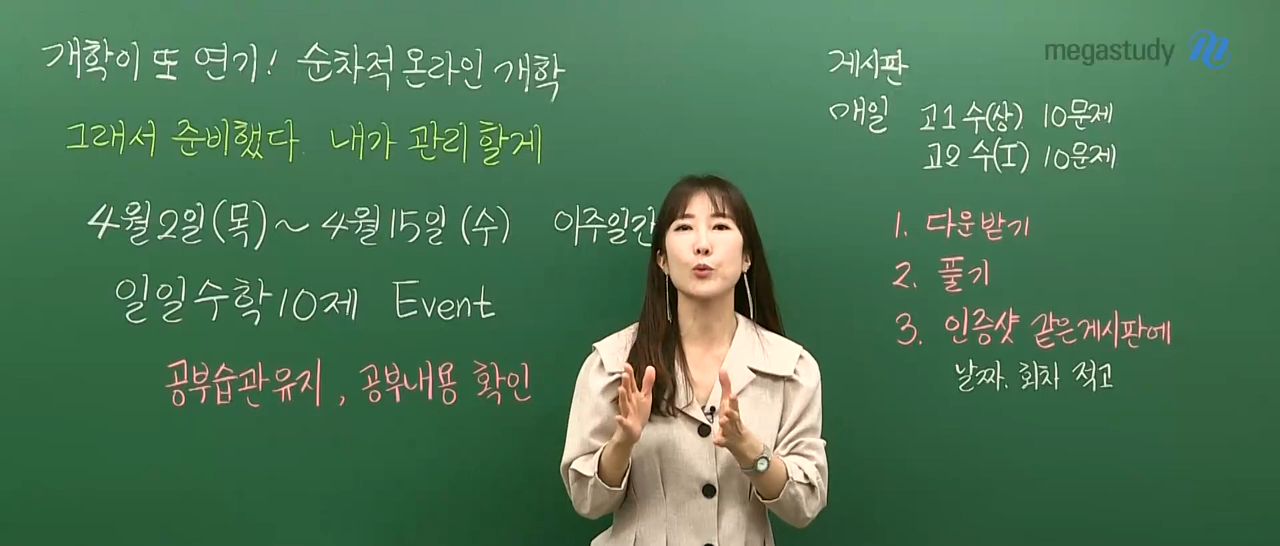 개학이 또 연기! 순차적 온라인 개학
그래서 준비했다. 내가 관리 할게
4월2일(목)~4월15일(수) 이주일간
일일수학10제 Event
공부습관유지, 공부내용 확인
megastudy
게시판
매일 고1 수(상) 10문제
고2 수(I) 10문제
1. 다운받기
2. 풀기
3. 인증샷 같은게시판에
날짜. 회차 적고